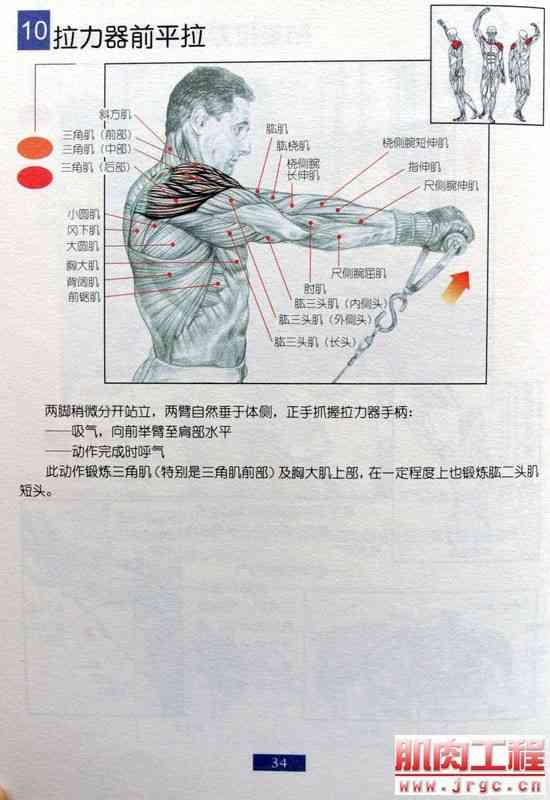 10 拉力器前平拉
斜方肌
三角肌（前部）
三角肌（中部）
三角肌（后部）
小圆肌
冈下肌
大圆肌
胸大肌
背阔肌
前锯肌
肱肌
肱桡肌
桡侧腕
长伸肌
桡侧腕短伸肌
指伸肌
尺侧腕伸肌
尺侧腕屈肌
肘肌
肱三头肌（内侧头）
肱三头肌（外侧头）
肱三头肌（长头）
两脚稍微分开站立，两臂自然垂于体侧，正手抓握拉力器手柄：
——吸气，向前举臂至肩部水平
——动作完成时呼气
此动作锻炼三角肌（特别是三角肌前部）及胸大肌上部，在一定程度上也锻炼肱二头肌
短头。
34
肌肉工程
www.jrgc.cn